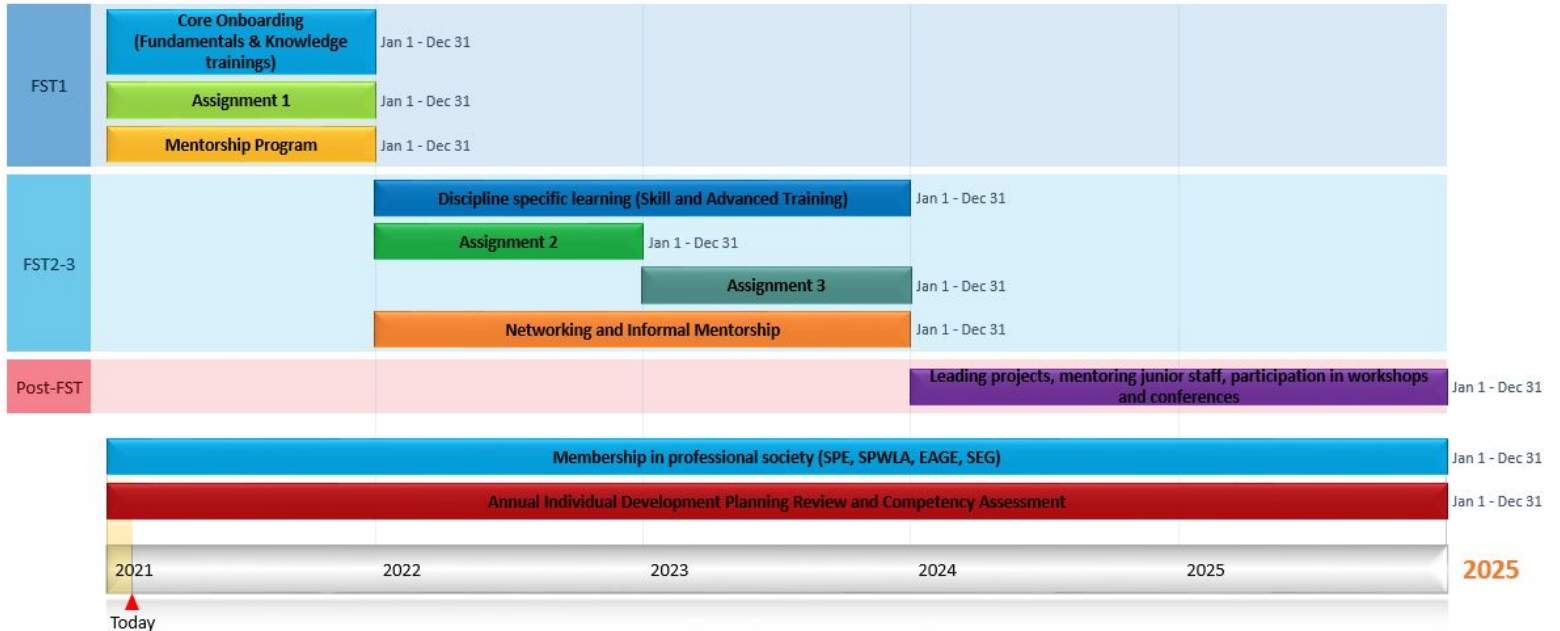 Core Onboarding
(Fundamentals & Knowledge
trainings)
Jan 1 - Dec 31
FST1
Assignment 1
Jan 1 - Dec 31
Mentorship Program
Jan 1 - Dec 31
Discipline specific learning (Skill and Advanced Training)
Jan 1 - Dec 31
Assignment 2
Jan 1 - Dec 31
FST2-3
Assignment 3
Jan 1 - Dec 31
Networking and Informal Mentorship
Jan 1 - Dec 31
Post-FST
Leading projects, mentoring junior staff, participation in workshops
and conferences
Jan 1 - Dec 31
Membership in professional society (SPE, SPWLA, EAGE, SEG)
Jan 1 - Dec 31
Annual Individual Development Planning Review and Competency Assessment
Jan 1 - Dec 31
2021
2022
2023
2024
2025
2025
Today